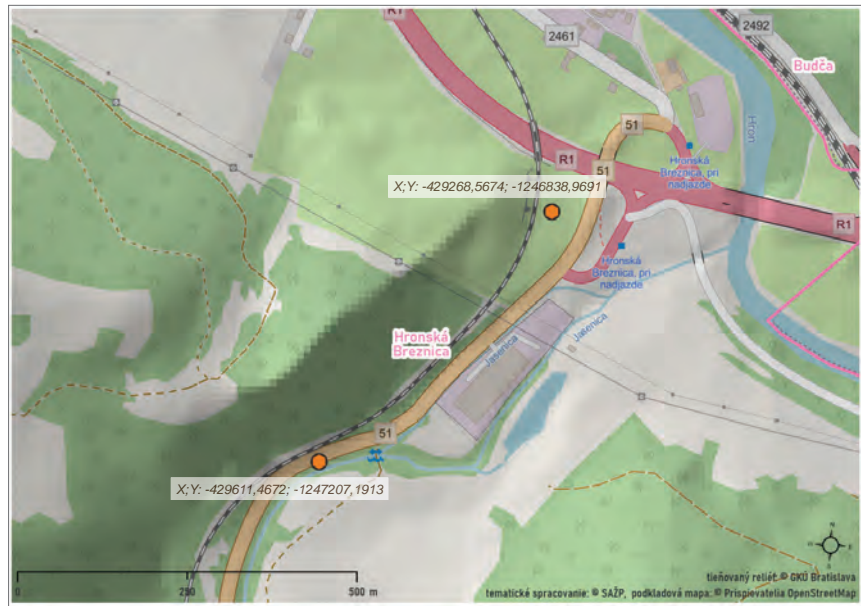 2461
2492
R1
Budča
51
Hron
R1
51
Hronská
Breznica, pri
nadjazde
X;Y: -429268,5674; -1246838,9691
R1
Hronská
Breznica, pri
nadjazde
Hronská
Breznica
Jasenica
Jasenica
51
X;Y: -429611,4672; -1247207,1913
N
E
S
H
0
250
500 m
tieňovaný reliéf: © GKÚ Bratislava
tematické spracovanie: © SAŽP, podkladová mapa: © Prispievatelia OpenStreetMap